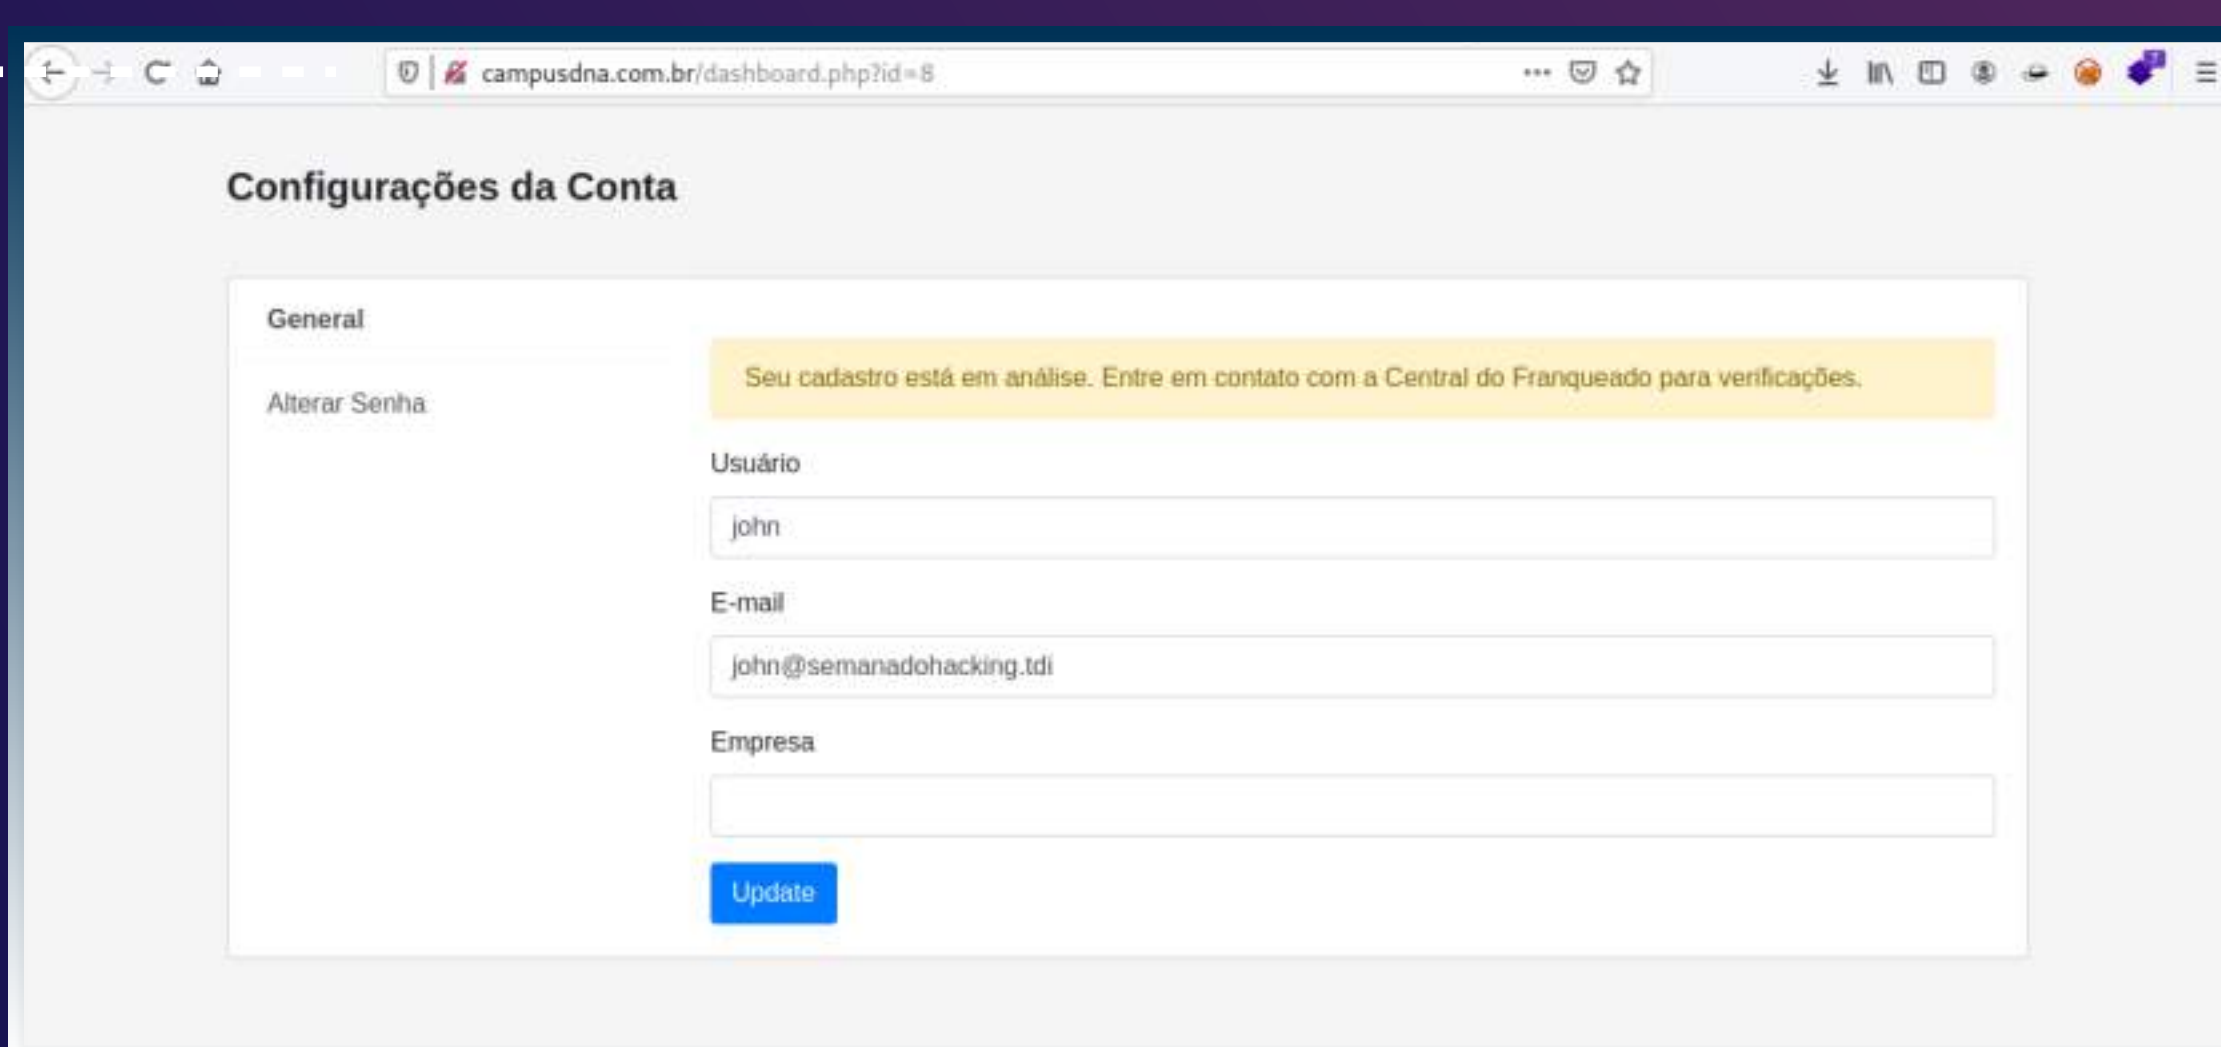 campusdna.com.br/dashboard.php?id=8
Configurações da Conta
General
Alterar Senha
Seu cadastro está em análise. Entre em contato com a Central do Franqueado para verificações.
Usuário
john
E-mail
john@semanadohacking.tdi
Empresa
Update